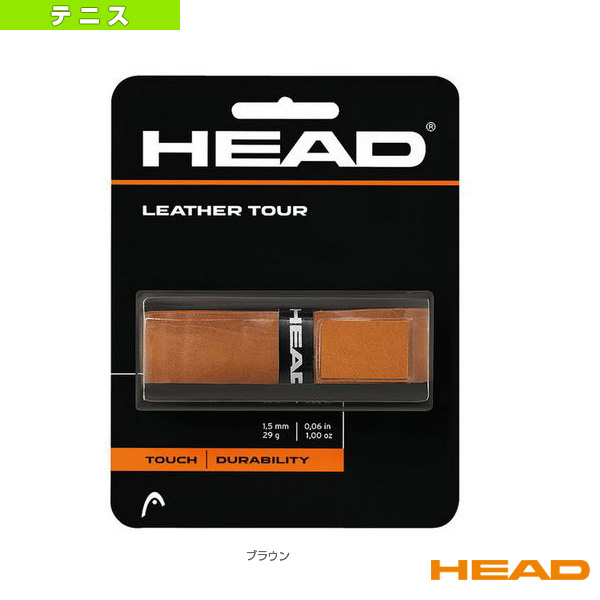 テニス
HEAD®
LEATHER TOUR
HEAD
1,5 mm 0,06 in
29 g 1,00 oz
TOUCH DURABILITY
ブラウン
HEAD